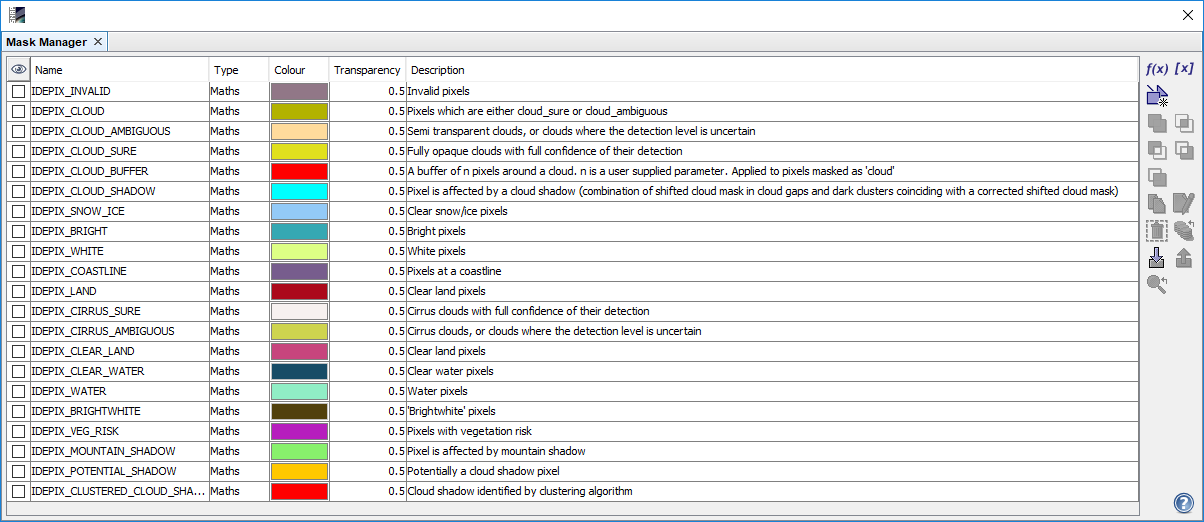 Mask Manager
f(x) [x]
Name Type Colour Transparency Description
IDEPIX_INVALID Maths 0.5 Invalid pixels
IDEPIX_CLOUD Maths 0.5 Pixels which are either cloud_sure or cloud_ambiguous
IDEPIX_CLOUD_AMBIGUOUS Maths 0.5 Semi transparent clouds, or clouds where the detection level is uncertain
IDEPIX_CLOUD_SURE Maths 0.5 Fully opaque clouds with full confidence of their detection
IDEPIX_CLOUD_BUFFER Maths 0.5 A buffer of n pixels around a cloud. n is a user supplied parameter. Applied to pixels masked as 'cloud'
IDEPIX_CLOUD_SHADOW Maths 0.5 Pixel is affected by a cloud shadow (combination of shifted cloud mask in cloud gaps and dark clusters coinciding with a corrected shifted cloud mask)
IDEPIX_SNOW_ICE Maths 0.5 Clear snow/ice pixels
IDEPIX_BRIGHT Maths 0.5 Bright pixels
IDEPIX_WHITE Maths 0.5 White pixels
IDEPIX_COASTLINE Maths 0.5 Pixels at a coastline
IDEPIX_LAND Maths 0.5 Clear land pixels
IDEPIX_CIRRUS_SURE Maths 0.5 Cirrus clouds with full confidence of their detection
IDEPIX_CIRRUS_AMBIGUOUS Maths 0.5 Cirrus clouds, or clouds where the detection level is uncertain
IDEPIX_CLEAR_LAND Maths 0.5 Clear land pixels
IDEPIX_CLEAR_WATER Maths 0.5 Clear water pixels
IDEPIX_WATER Maths 0.5 Water pixels
IDEPIX_BRIGHTWHITE Maths 0.5 'Brightwhite' pixels
IDEPIX_VEG_RISK Maths 0.5 Pixels with vegetation risk
IDEPIX_MOUNTAIN_SHADOW Maths 0.5 Pixel is affected by mountain shadow
IDEPIX_POTENTIAL_SHADOW Maths 0.5 Potentially a cloud shadow pixel
IDEPIX_CLUSTERED_CLOUD_SHA... Maths 0.5 Cloud shadow identified by clustering algorithm